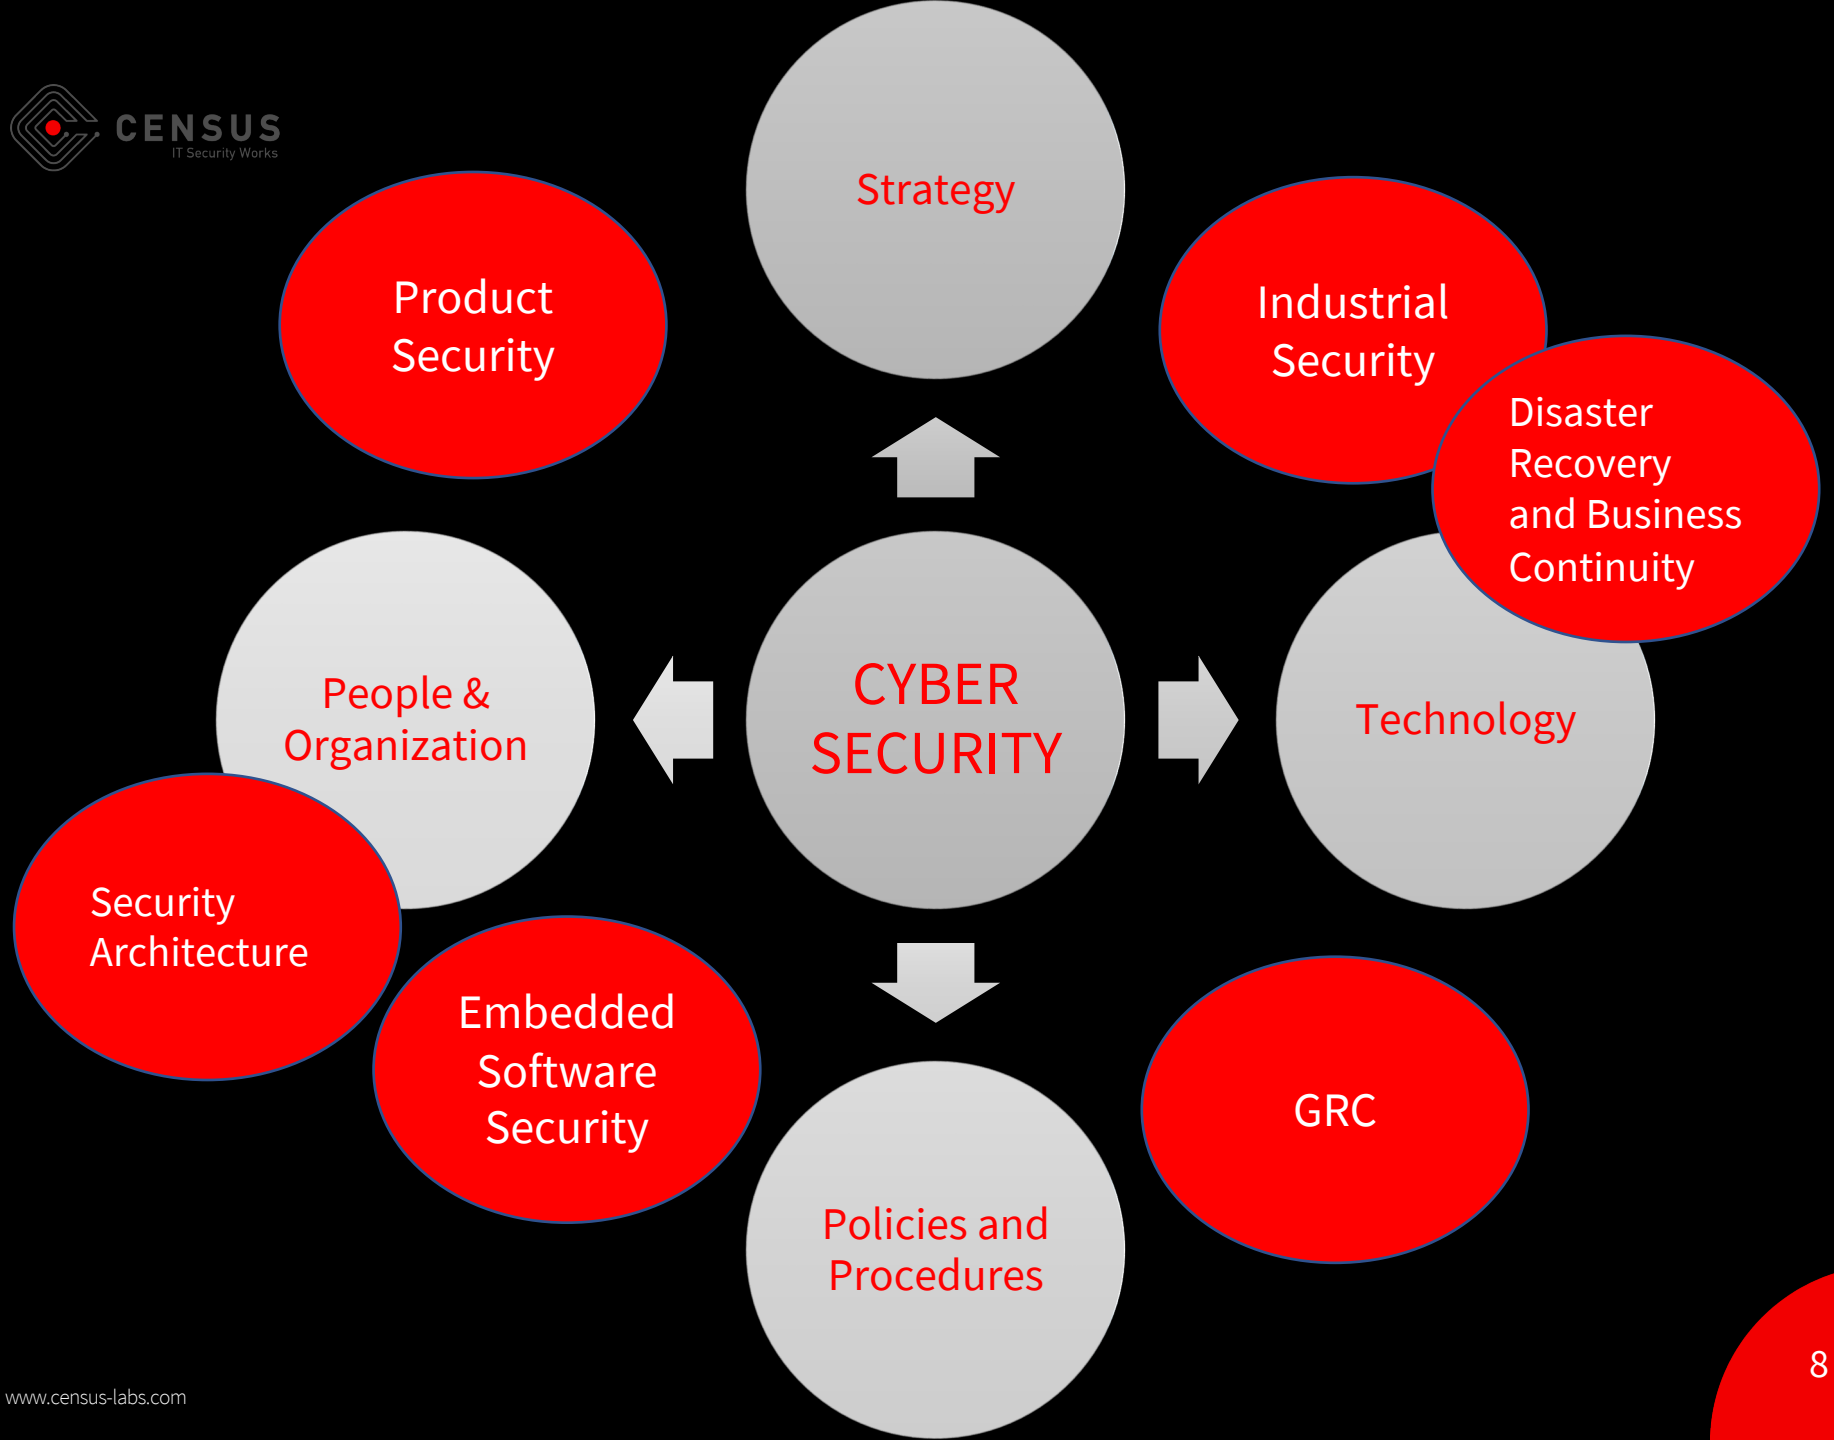 CENSUS
IT Security Works
Strategy
Product
Security
Industrial
Security
Disaster
Recovery
and Business
Continuity
People &
Organization
CYBER
SECURITY
Technology
Security
Architecture
Embedded
Software
Security
GRC
Policies and
Procedures
www.census-labs.com
8